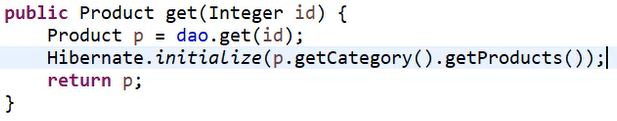 public Product get(Integer id) {
    Product p = dao.get(id);
    Hibernate.initialize(p.getCategory().getProducts());
    return p;
}